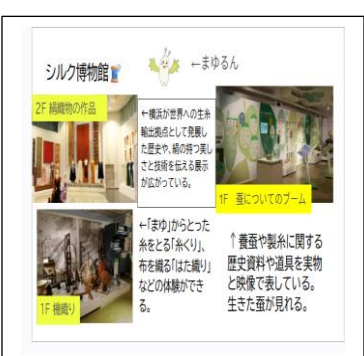 シルク博物館
←まゆるん
2F 絹織物の作品
←横浜が世界への生糸
輸出拠点として発展し
た歴史や、絹の持つ美し
さと技術を伝える展示
が広がっている。
1F 蚕についてのブーム
1F 機織り
←「まゆ」からとった
糸をとる「糸くり」、
布を織る「はた織り」
などの体験ができ
る。
↑養蚕や製糸に関する
歴史資料や道具を実物
と映像で表している。
生きた蚕が見れる。